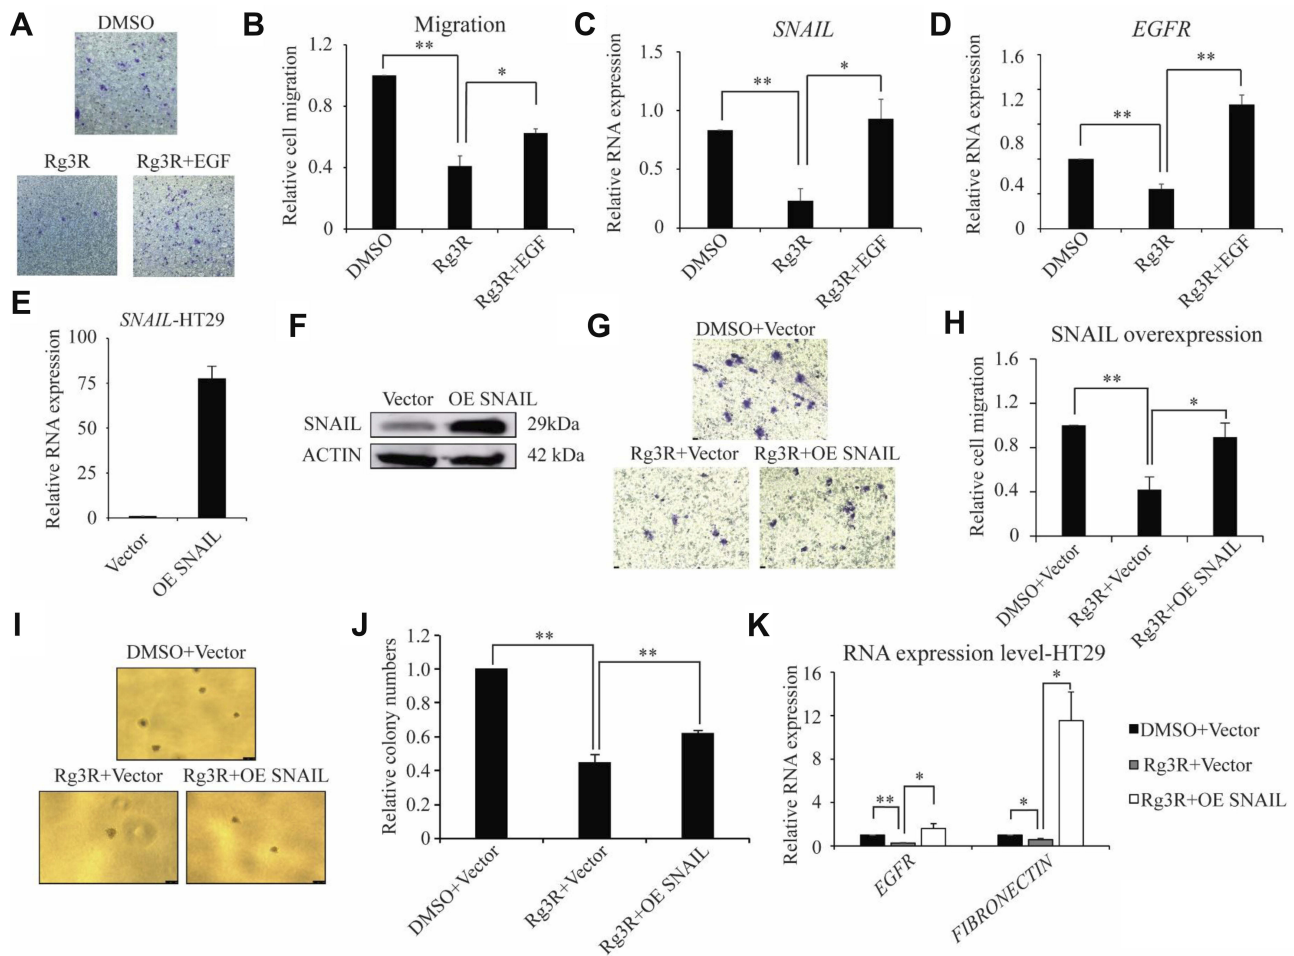 A
DMSO
Rg3R
Rg3R+EGF
B
Migration
Relative cell migration
1.2
0.8
0.4
0
**
*
DMSO
Rg3R
Rg3R+EGF
C
SNAIL
Relative RNA expression
1.5
1.0
0.5
0
**
*
DMSO
Rg3R
Rg3R+EGF
D
EGFR
Relative RNA expression
1.6
1.2
0.8
0.4
0
**
**
DMSO
Rg3R
Rg3R+EGF
E
SNAIL-HT29
Relative RNA expression
100
75
50
25
0
Vector
OE SNAIL
F
Vector OE SNAIL
SNAIL 29kDa
ACTIN 42 kDa
G
DMSO+Vector
Rg3R+Vector
Rg3R+OE SNAIL
H
SNAIL overexpression
Relative cell migration
1.6
1.2
0.8
0.4
0
**
*
DMSO+Vector
Rg3R+Vector
Rg3R+OE SNAIL
I
DMSO+Vector
Rg3R+Vector
Rg3R+OE SNAIL
J
Relative colony numbers
1.2
1.0
0.8
0.6
0.4
0.2
0
**
**
DMSO+Vector
Rg3R+Vector
Rg3R+OE SNAIL
K
RNA expression level-HT29
Relative RNA expression
16
12
8
4
0
**
*
*
*
EGFR
FIBRONECTIN
DMSO+Vector
Rg3R+Vector
Rg3R+OE SNAIL